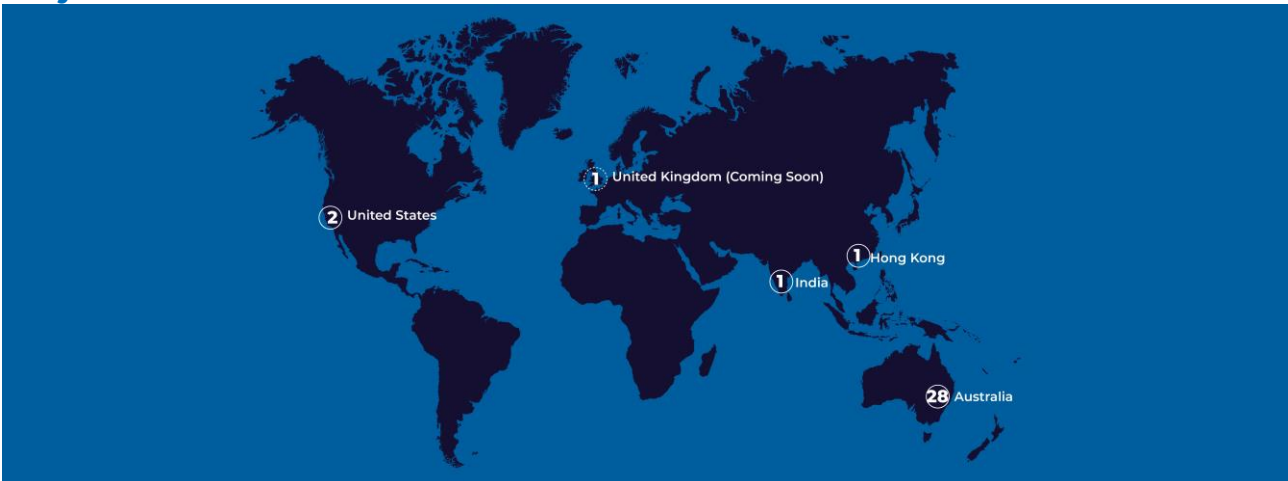 1 United Kingdom (Coming Soon)
2 United States
1 Hong Kong
1 India
28 Australia